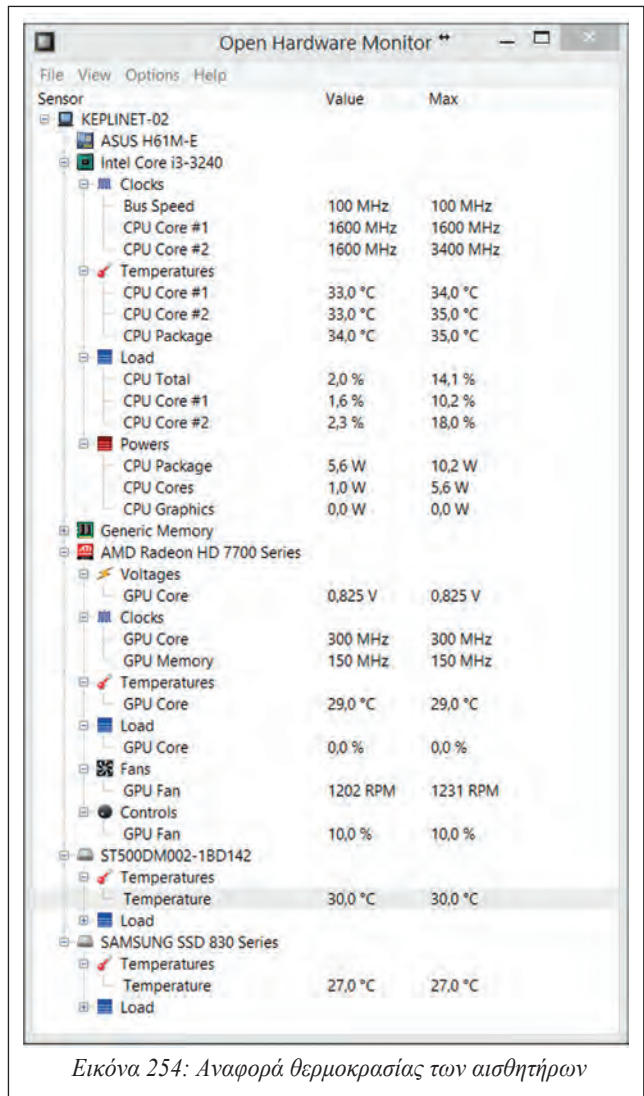 Open Hardware Monitor
File View Options Help
Sensor Value Max
KEPLINET-02
ASUS H61M-E
Intel Core i3-3240
Clocks
Bus Speed 100 MHz 100 MHz
CPU Core #1 1600 MHz 1600 MHz
CPU Core #2 1600 MHz 3400 MHz
Temperatures
CPU Core #1 33,0 °C 34,0 °C
CPU Core #2 33,0 °C 35,0 °C
CPU Package 34,0 °C 35,0 °C
Load
CPU Total 2,0 % 14,1 %
CPU Core #1 1,6 % 10,2 %
CPU Core #2 2,3 % 18,0 %
Powers
CPU Package 5,6 W 10,2 W
CPU Cores 1,0 W 5,6 W
CPU Graphics 0,0 W 0,0 W
Generic Memory
AMD Radeon HD 7700 Series
Voltages
GPU Core 0,825 V 0,825 V
Clocks
GPU Core 300 MHz 300 MHz
GPU Memory 150 MHz 150 MHz
Temperatures
GPU Core 29,0 °C 29,0 °C
Load
GPU Core 0,0 % 0,0 %
Fans
GPU Fan 1202 RPM 1231 RPM
Controls
GPU Fan 10,0 % 10,0 %
ST500DM002-1BD142
Temperatures
Temperature 30,0 °C 30,0 °C
Load
SAMSUNG SSD 830 Series
Temperatures
Temperature 27,0 °C 27,0 °C
Load
Εικόνα 254: Αναφορά θερμοκρασίας των αισθητήρων